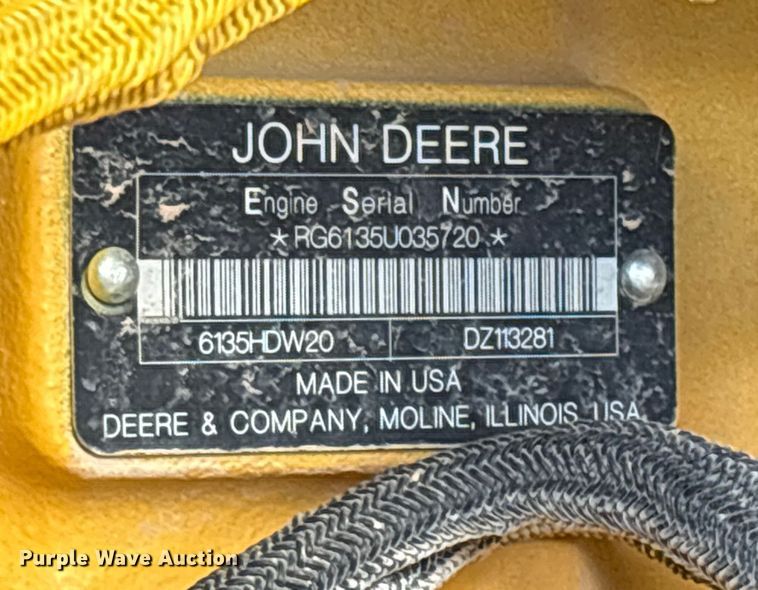 JOHN DEERE
Engine Serial Number
*RG6135U035720*
6135HDW20 DZ113281
MADE IN USA
DEERE & COMPANY, MOLINE, ILLINOIS USA
Purple Wave Auction